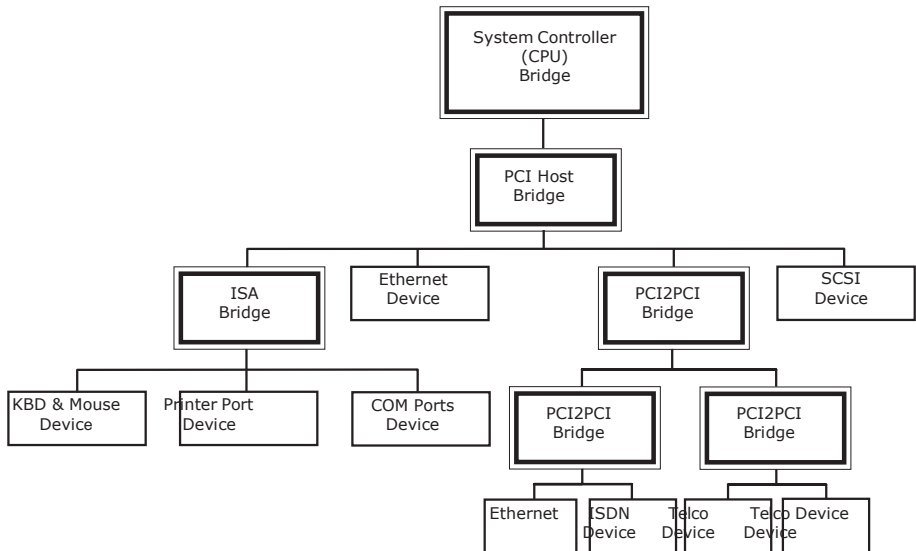 System Controller
(CPU)
Bridge
PCI Host
Bridge
ISA
Bridge
Ethernet
Device
PCI2PCI
Bridge
SCSI
Device
KBD & Mouse
Device
Printer Port
Device
COM Ports
Device
PCI2PCI
Bridge
PCI2PCI
Bridge
Ethernet
ISDN
Device
Telco
Device
Telco Device
Device